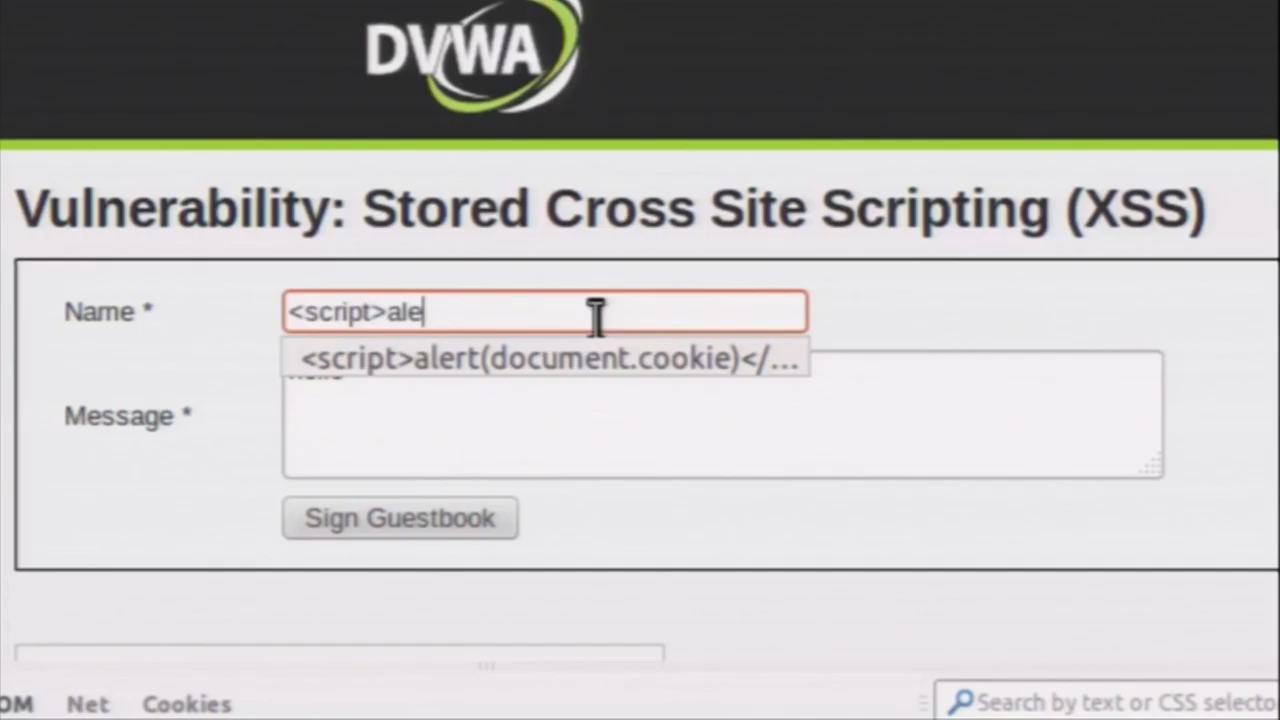 DVWA
Vulnerability: Stored Cross Site Scripting (XSS)
Name * <script>ale
<script>alert(document.cookie)</...
Message *
Sign Guestbook
OM Net Cookies Search by text or CSS selecto